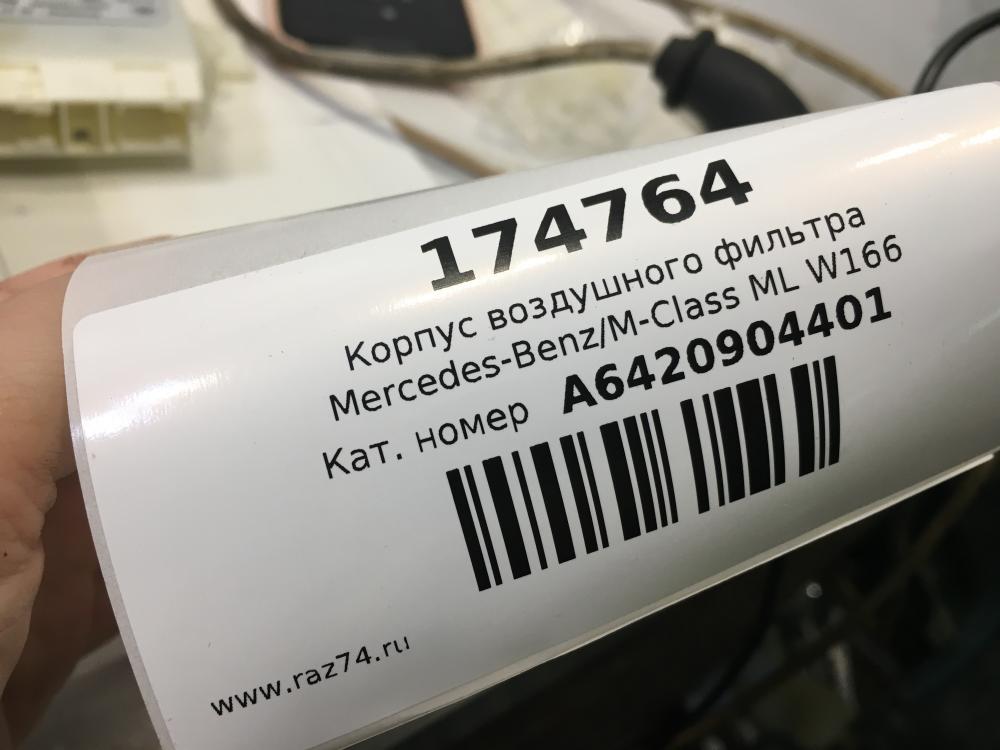 174764
Корпус воздушного фильтра
Mercedes-Benz/M-Class ML W166
Кат. номер A6420904401
www.raz74.ru